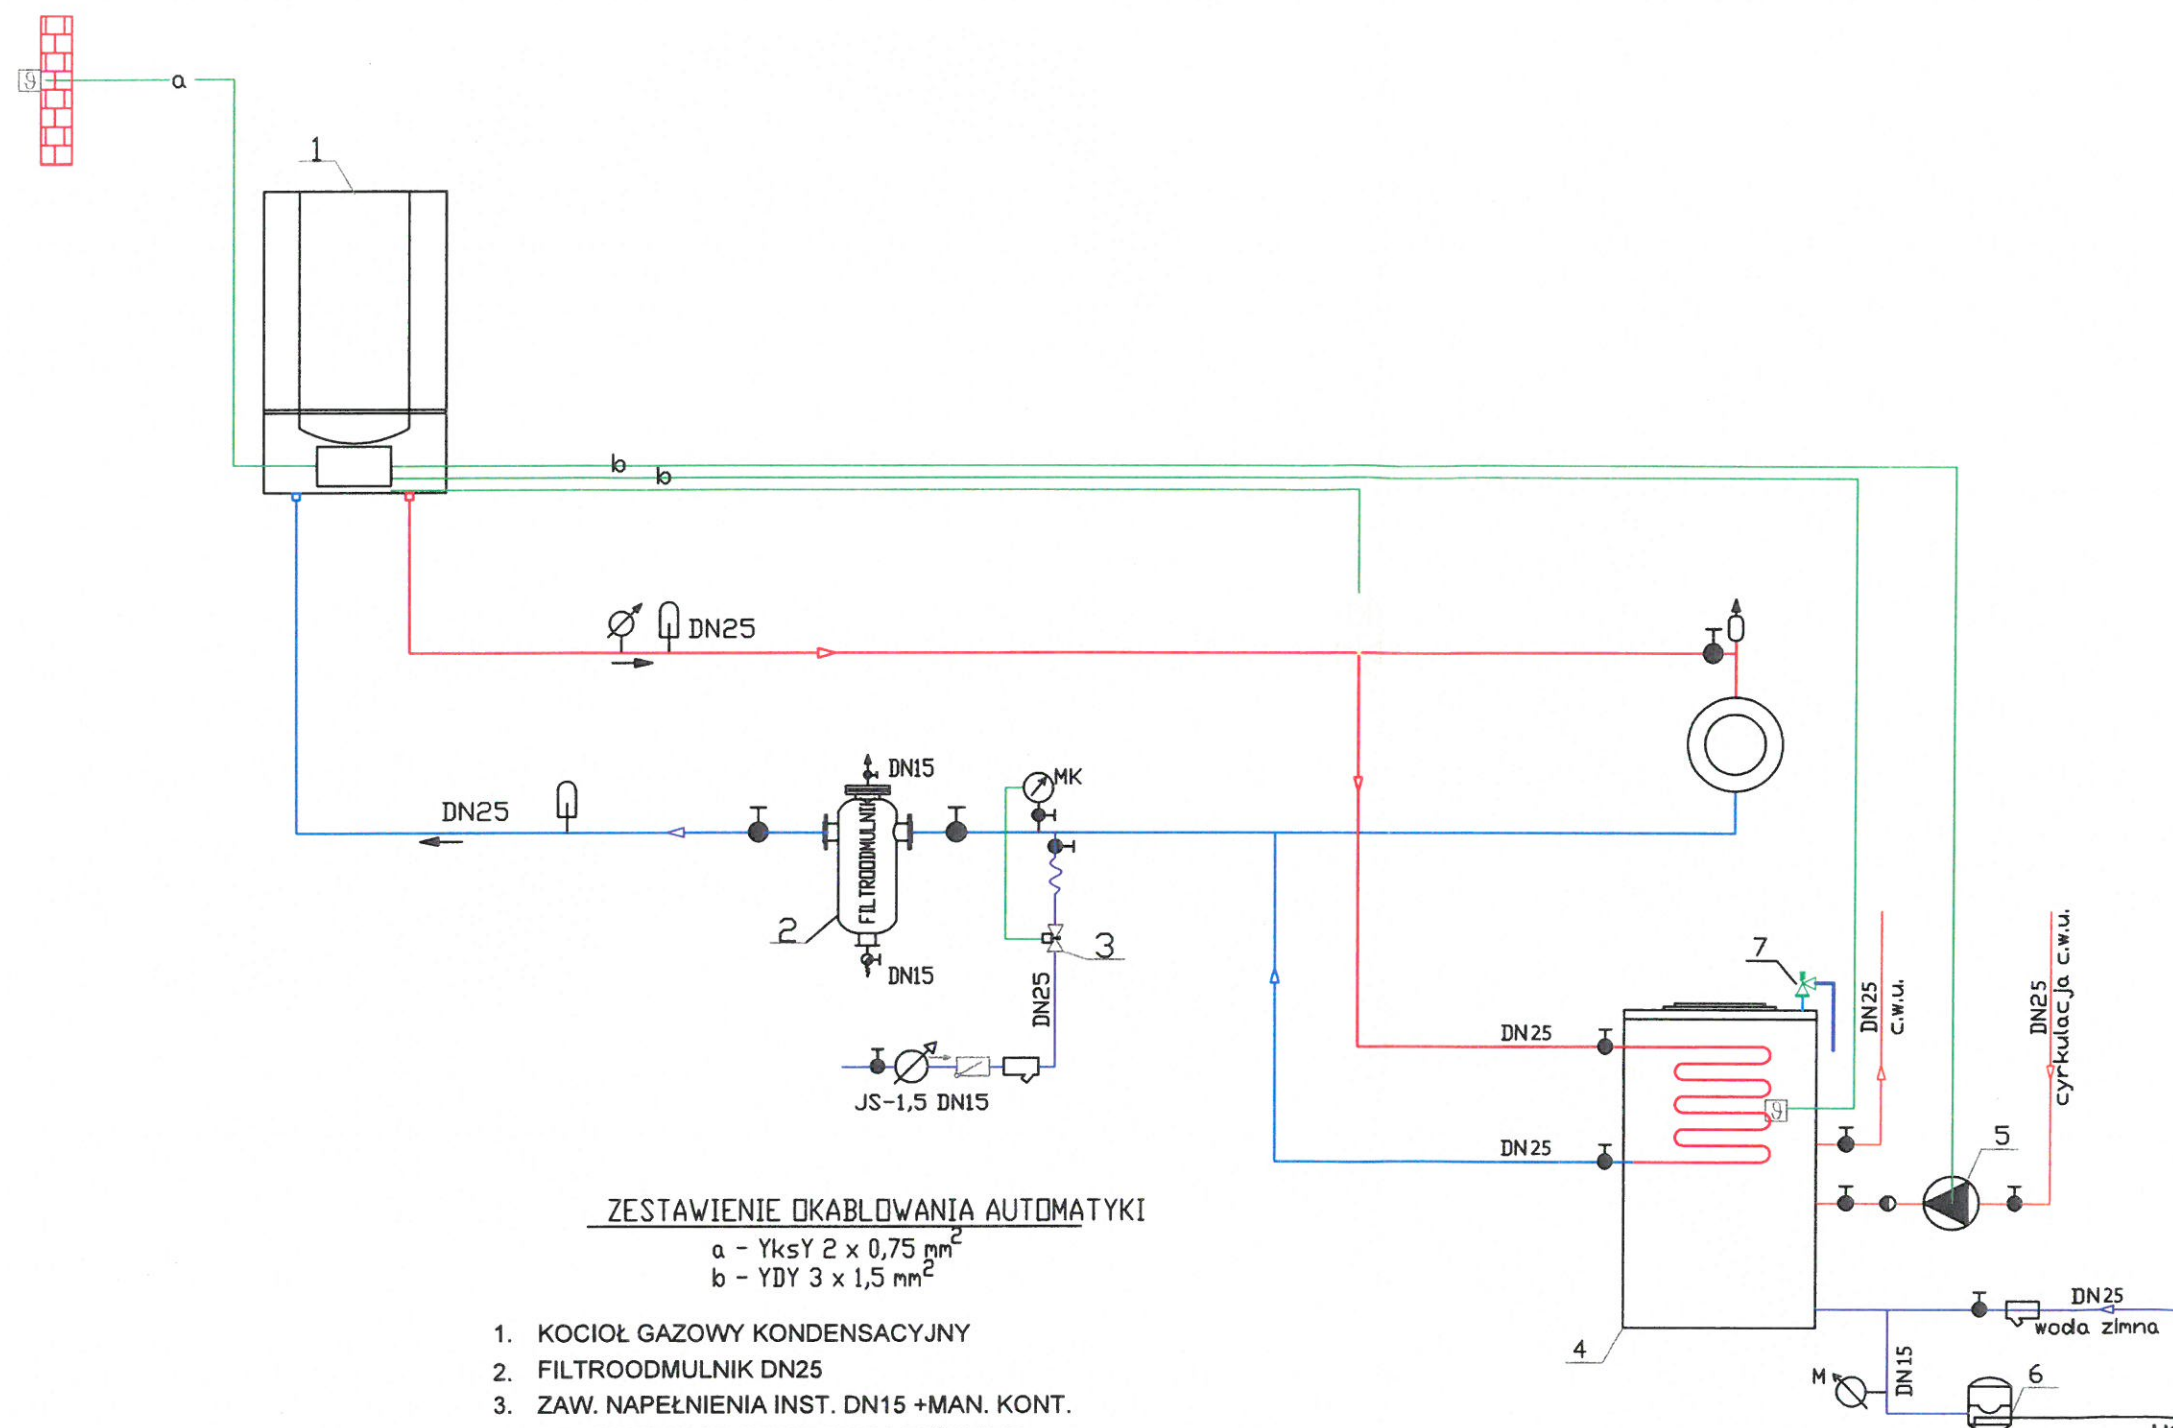 a
1
b
b
DN25
DN15
MK
DN25
FILTROODMULNIK
2
3
DN15
DN25
7
DN25
c.w.u.
DN25
cyrkulacja c.w.u.
DN25
JS-1,5 DN15
DN25
5
ZESTAWIENIE OKABLOWANIA AUTOMATYKI
a - YksY 2 x 0,75 mm²
b - YDY 3 x 1,5 mm²
DN25
woda zimna
4
DN15
M
6
1. KOCIOŁ GAZOWY KONDENSACYJNY
2. FILTROODMULNIK DN25
3. ZAW. NAPEŁNIENIA INST. DN15 +MAN. KONT.